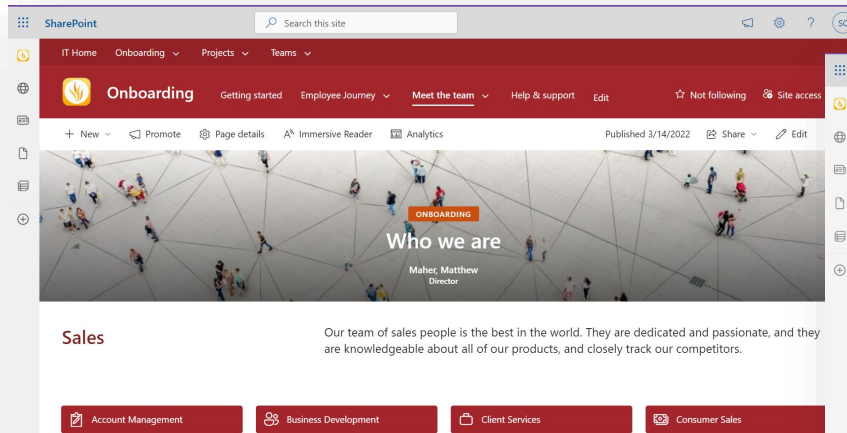 SharePoint
Search this site
?
SC
IT Home Onboarding Projects Teams
Onboarding Getting started Employee Journey Meet the team Help & support Edit Not following Site access
+ New Promote Page details Immersive Reader Analytics Published 3/14/2022 Share Edit
ONBOARDING
Who we are
Maher, Matthew
Director
Sales
Our team of sales people is the best in the world. They are dedicated and passionate, and they
are knowledgeable about all of our products, and closely track our competitors.
Account Management Business Development Client Services Consumer Sales